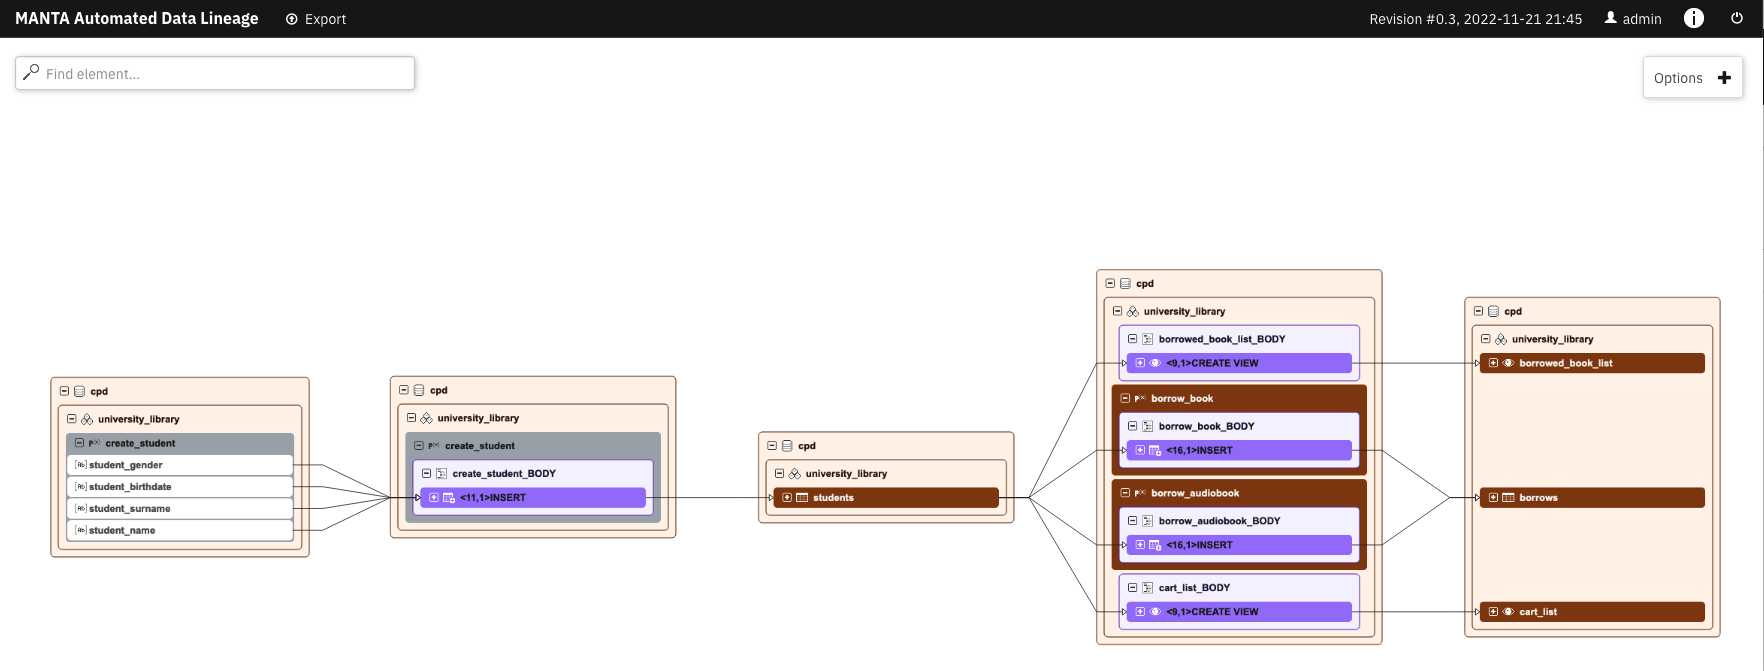 MANTA Automated Data Lineage Export Revision #0.3, 2022-11-21 21:45 admin
Find element...
Options
cpd
university_library
create_student
student_gender
student_birthdate
student_surname
student_name
cpd
university_library
create_student
create_student_BODY
<11,1>INSERT
cpd
university_library
students
cpd
university_library
borrowed_book_list_BODY
<9,1>CREATE VIEW
borrow_book
borrow_book_BODY
<16,1>INSERT
borrow_audiobook
borrow_audiobook_BODY
<16,1>INSERT
cart_list_BODY
<9,1>CREATE VIEW
cpd
university_library
borrowed_book_list
borrows
cart_list